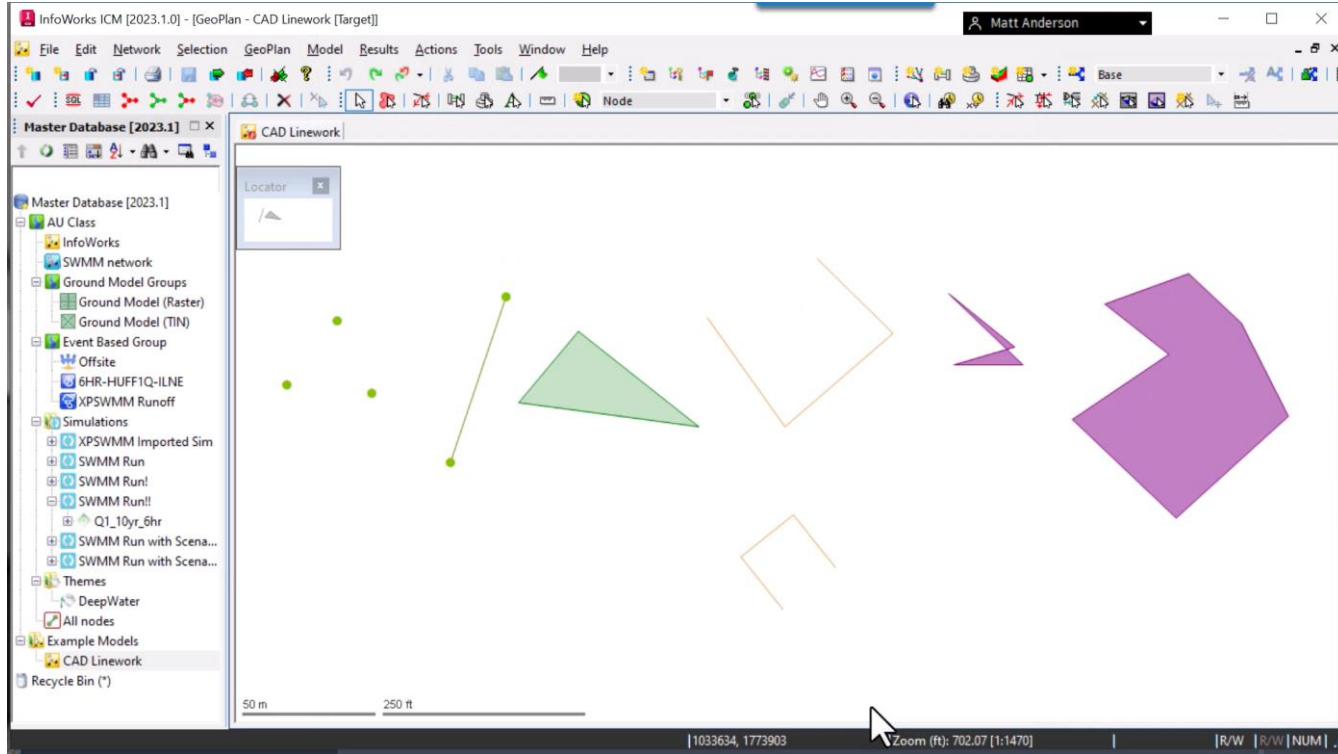 InfoWorks ICM [2023.1.0] - [GeoPlan - CAD Linework [Target]]
Matt Anderson
File Edit Network Selection GeoPlan Model Results Actions Tools Window Help
Base
Node
Master Database [2023.1]
CAD Linework
Locator
Master Database [2023.1]
AU Class
InfoWorks
SWMM network
Ground Model Groups
Ground Model (Raster)
Ground Model (TIN)
Event Based Group
Offsite
6HR-HUFF1Q-ILNE
XPSWMM Runoff
Simulations
XPSWMM Imported Sim
SWMM Run
SWMM Run!
SWMM Run!!
Q1_10yr_6hr
SWMM Run with Scena...
SWMM Run with Scena...
Themes
DeepWater
All nodes
Example Models
CAD Linework
Recycle Bin (*)
50 m 250 ft
1033634, 1773903 Zoom (ft): 702.07 [1:1470] R/W R/W NUM